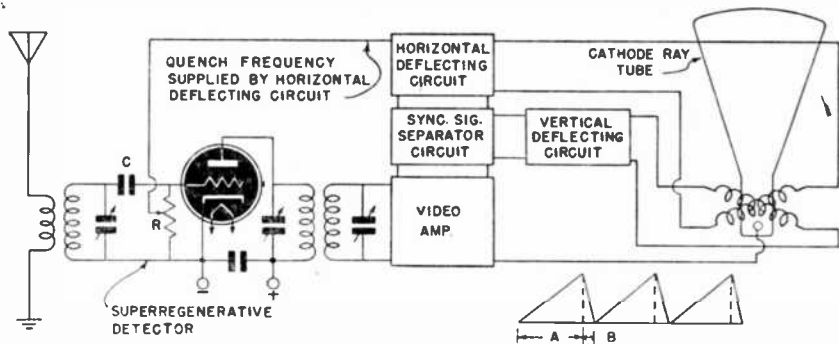 QUENCH FREQUENCY
SUPPLIED BY HORIZONTAL
DEFLECTING CIRCUIT
HORIZONTAL
DEFLECTING
CIRCUIT
CATHODE RAY
TUBE
SYNC. SIG.
SEPARATOR
CIRCUIT
VERTICAL
DEFLECTING
CIRCUIT
C
R
VIDEO
AMP.
−
+
SUPERREGENERATIVE
DETECTOR
A
B